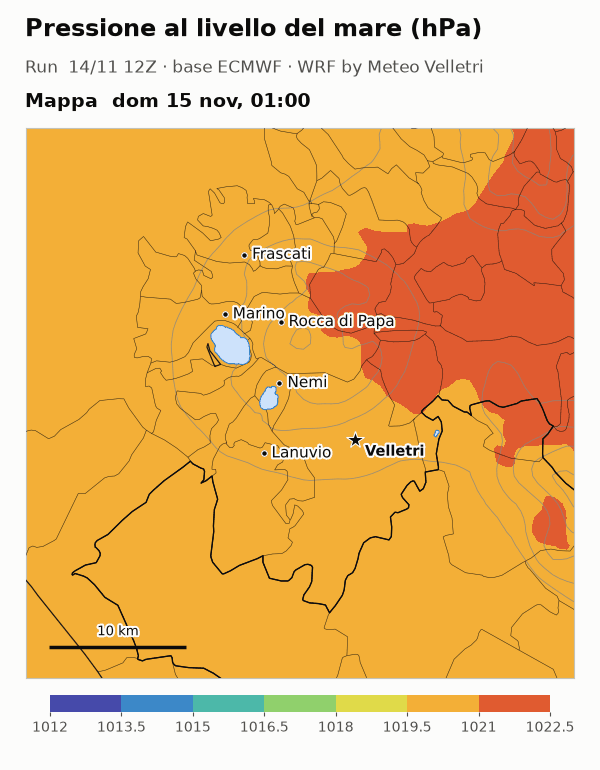 Pressione al livello del mare (hPa)
Run  14/11 12Z · base ECMWF · WRF by Meteo Velletri
Mappa  dom 15 nov, 01:00
Frascati
Marino
Rocca di Papa
Nemi
Velletri
Lanuvio
10 km
1012 1013.5 1015 1016.5 1018 1019.5 1021 1022.5